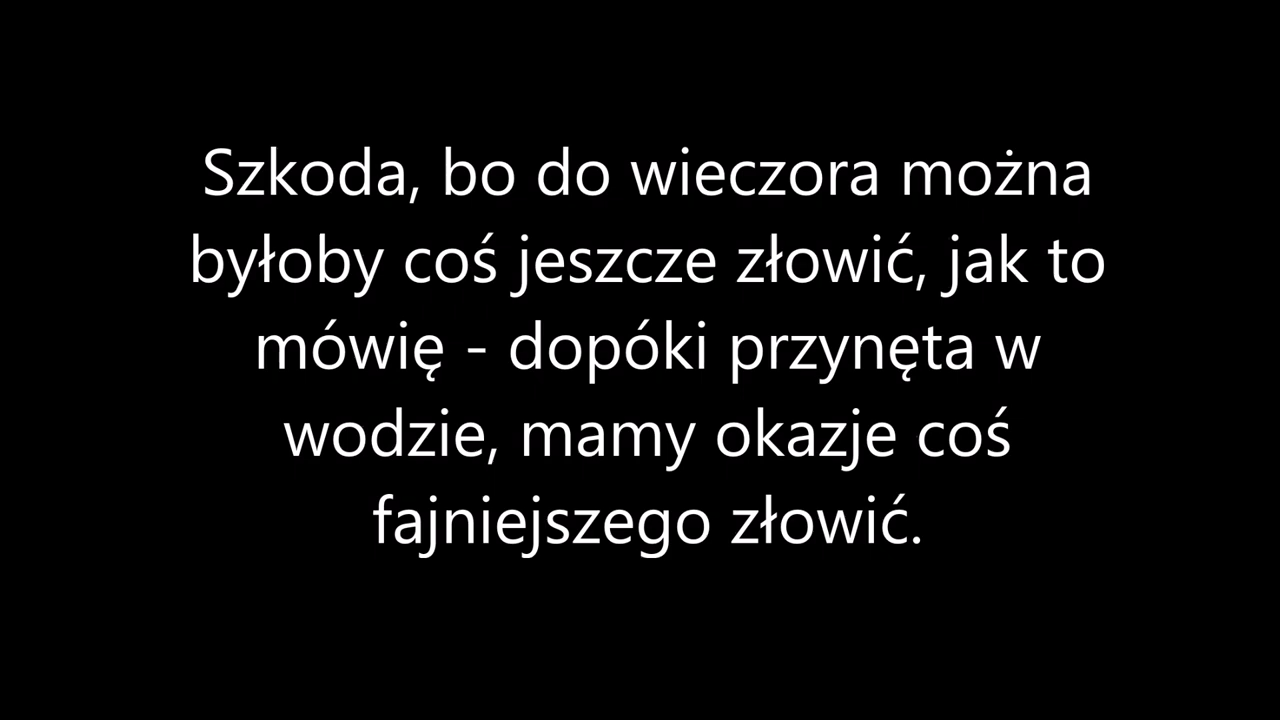 Szkoda, bo do wieczora można
byłoby coś jeszcze złowić, jak to
mówię - dopóki przynęta w
wodzie, mamy okazje coś
fajniejszego złowić.